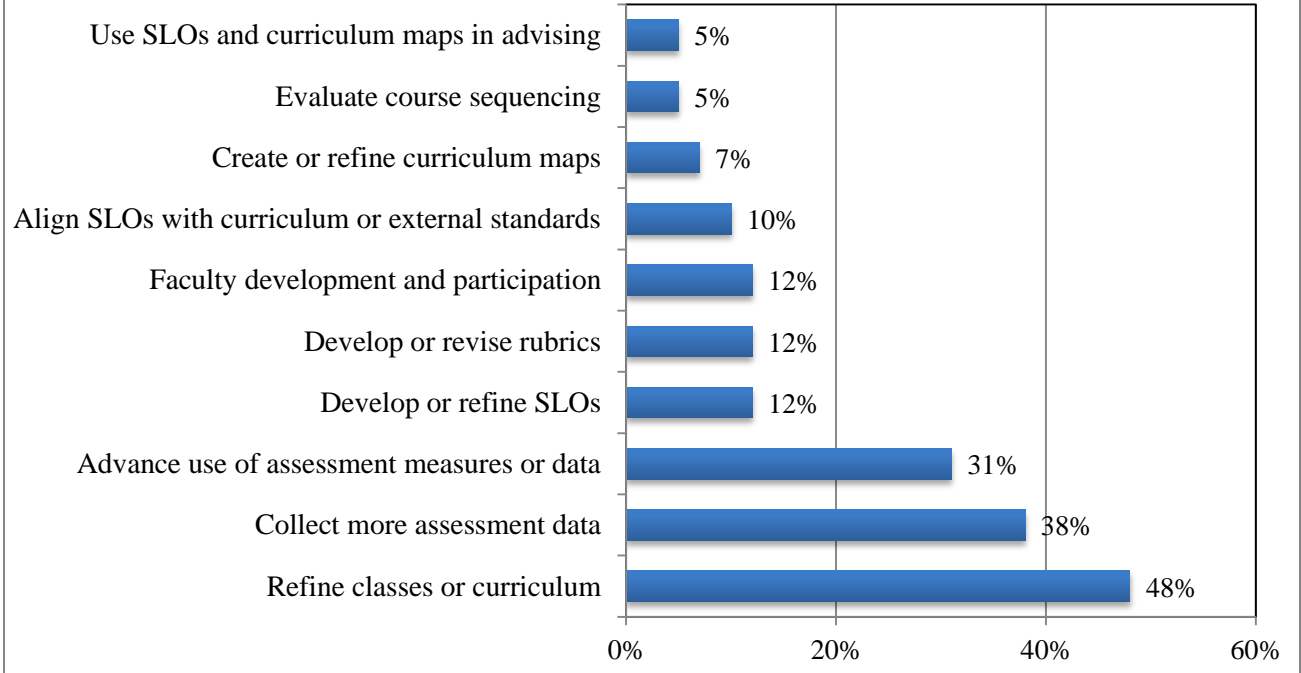 Use SLOs and curriculum maps in advising 5%
Evaluate course sequencing 5%
Create or refine curriculum maps 7%
Align SLOs with curriculum or external standards 10%
Faculty development and participation 12%
Develop or revise rubrics 12%
Develop or refine SLOs 12%
Advance use of assessment measures or data 31%
Collect more assessment data 38%
Refine classes or curriculum 48%
0% 20% 40% 60%